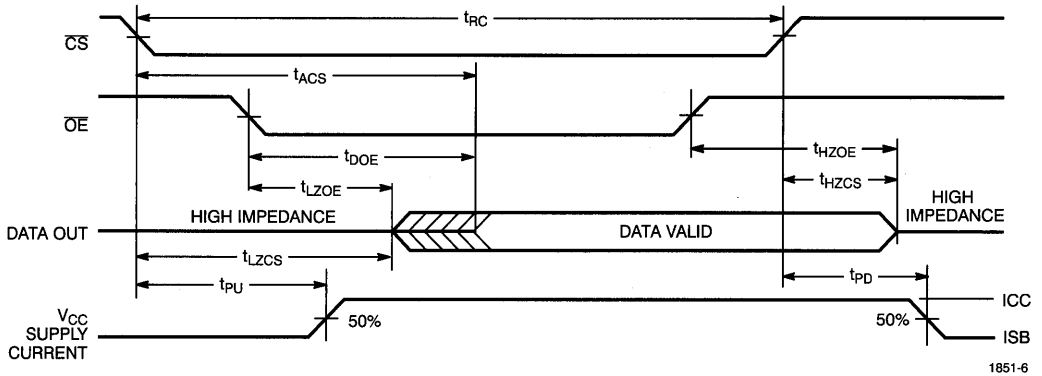 tRC
CS
tACS
OE
tDOE
tHZOE
tLZOE
tHZCS
HIGH IMPEDANCE
HIGH
IMPEDANCE
DATA OUT
DATA VALID
tLZCS
tPU
tPD
ICC
VCC
SUPPLY
CURRENT
50%
50%
ISB
1851-6